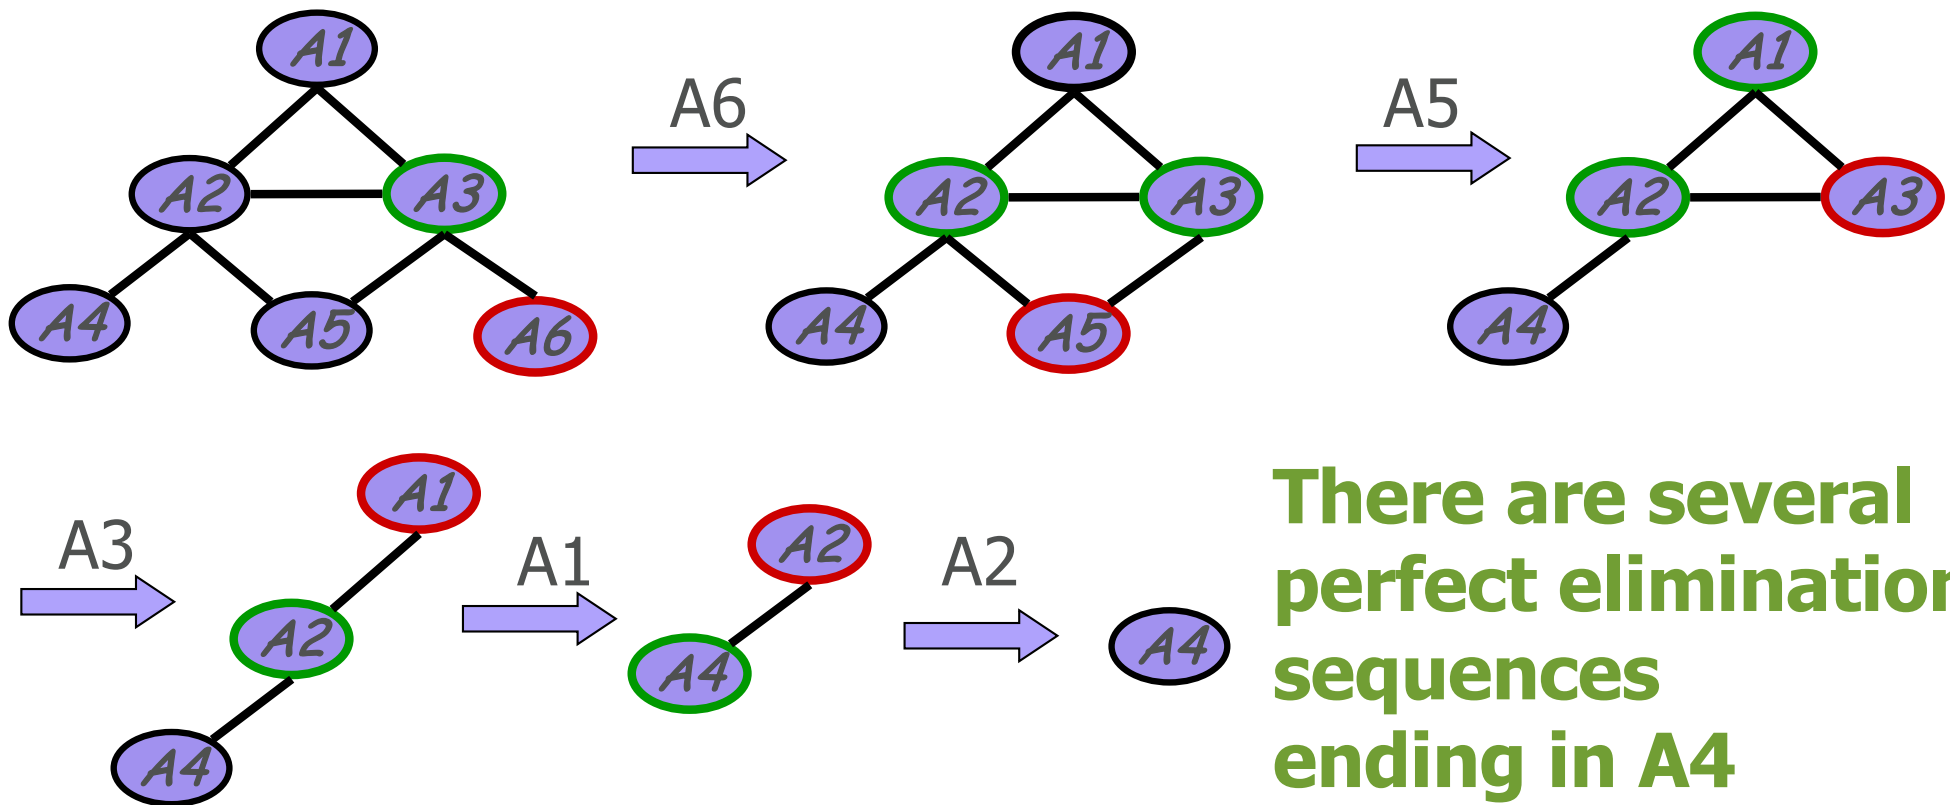 A1
A2
A3
A4
A5
A6
A6
A1
A2
A3
A4
A5
A5
A1
A2
A3
A4
A3
A1
A2
A4
A1
A2
A4
A2
A4
There are several
perfect elimination
sequences
ending in A4